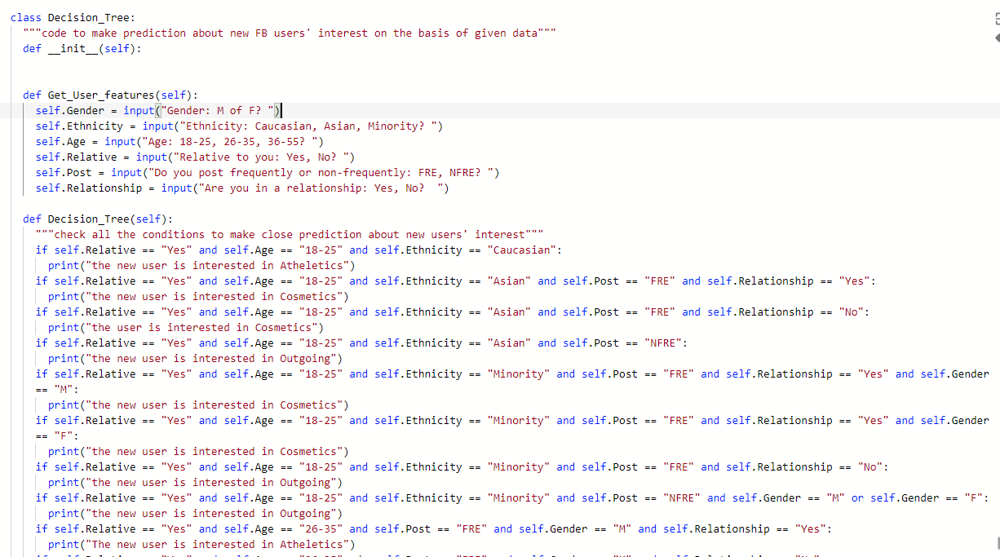 class Decision_Tree:
"""code to make prediction about new FB users' interest on the basis of given data"""
def __init__(self):
def Get_User_features(self):
self.Gender = input("Gender: M of F? ")
self.Ethnicity = input("Ethnicity: Caucasian, Asian, Minority? ")
self.Age = input("Age: 18-25, 26-35, 36-55? ")
self.Relative = input("Relative to you: Yes, No? ")
self.Post = input("Do you post frequently or non-frequently: FRE, NFRE? ")
self.Relationship = input("Are you in a relationship: Yes, No?  ")
def Decision_Tree(self):
"""check all the conditions to make close prediction about new users' interest"""
if self.Relative == "Yes" and self.Age == "18-25" and self.Ethnicity == "Caucasian":
print("the new user is interested in Atheletics")
if self.Relative == "Yes" and self.Age == "18-25" and self.Ethnicity == "Asian" and self.Post == "FRE" and self.Relationship == "Yes":
print("the new user is interested in Cosmetics")
if self.Relative == "Yes" and self.Age == "18-25" and self.Ethnicity == "Asian" and self.Post == "FRE" and self.Relationship == "No":
print("the user is interested in Cosmetics")
if self.Relative == "Yes" and self.Age == "18-25" and self.Ethnicity == "Asian" and self.Post == "NFRE":
print("the new user is interested in Outgoing")
if self.Relative == "Yes" and self.Age == "18-25" and self.Ethnicity == "Minority" and self.Post == "FRE" and self.Relationship == "Yes" and self.Gender
== "M":
print("the new user is interested in Cosmetics")
if self.Relative == "Yes" and self.Age == "18-25" and self.Ethnicity == "Minority" and self.Post == "FRE" and self.Relationship == "Yes" and self.Gender
== "F":
print("the new user is interested in Cosmetics")
if self.Relative == "Yes" and self.Age == "18-25" and self.Ethnicity == "Minority" and self.Post == "FRE" and self.Relationship == "No":
print("the new user is interested in Outgoing")
if self.Relative == "Yes" and self.Age == "18-25" and self.Ethnicity == "Minority" and self.Post == "NFRE" and self.Gender == "M" or self.Gender == "F":
print("the new user is interested in Outgoing")
if self.Relative == "Yes" and self.Age == "26-35" and self.Post == "FRE" and self.Gender == "M" and self.Relationship == "Yes":
print("The new user is interested in Atheletics")